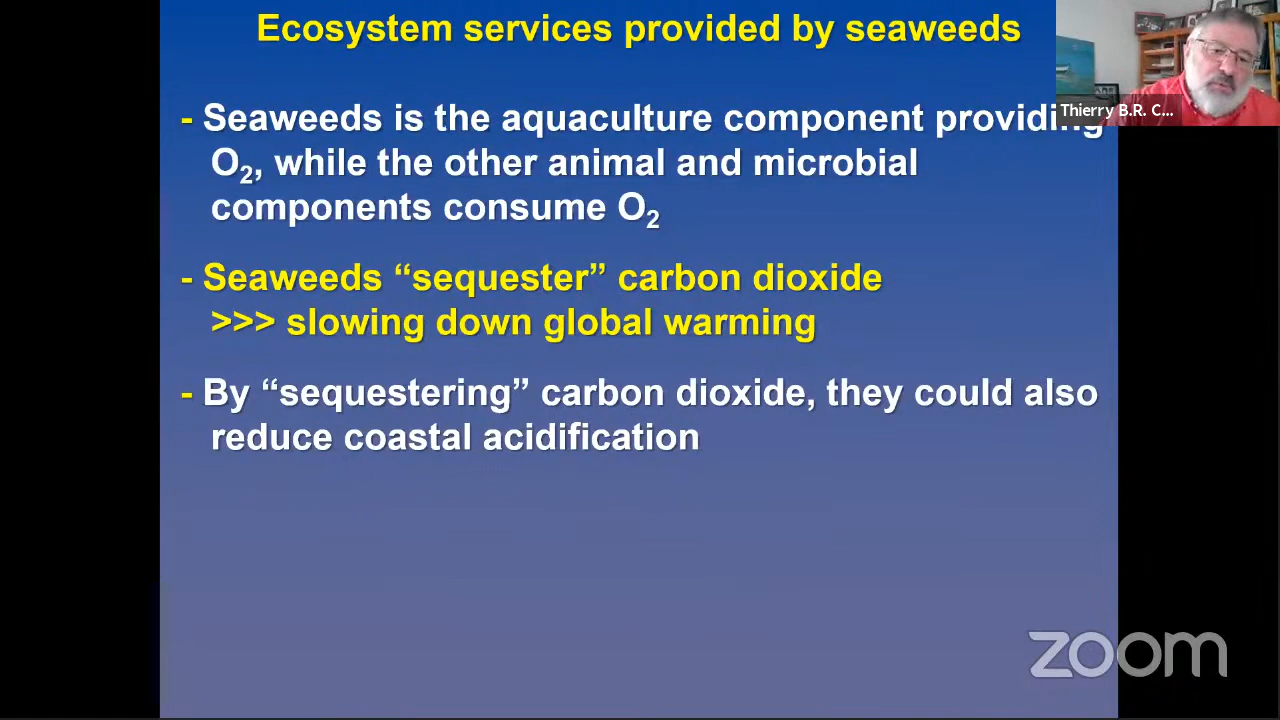 Ecosystem services provided by seaweeds
Thierry B.R. C...
- Seaweeds is the aquaculture component providing
O₂, while the other animal and microbial
components consume O₂
- Seaweeds “sequester” carbon dioxide
>>> slowing down global warming
- By “sequestering” carbon dioxide, they could also
reduce coastal acidification
zoom